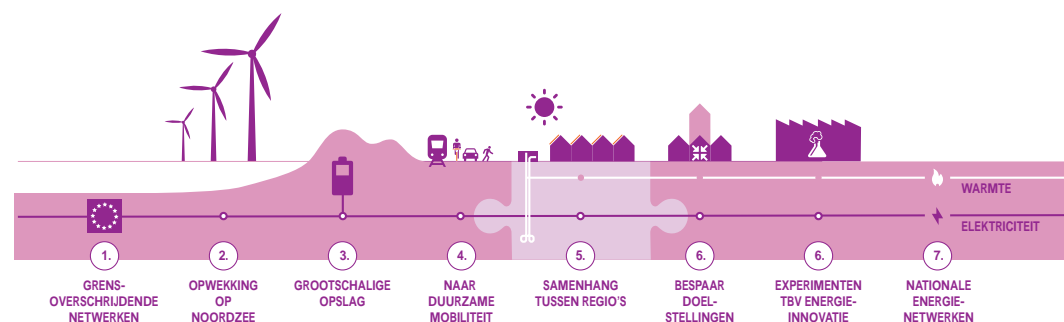 WARMTE
ELEKTRICITEIT
1.
GRENS-
OVERSCHRIJDENDE
NETWERKEN
2.
OPWEKKING
OP
NOORDZEE
3.
GROOTSCHALIGE
OPSLAG
4.
NAAR
DUURZAME
MOBILITEIT
5.
SAMENHANG
TUSSEN REGIO'S
6.
BESPAAR
DOEL-
STELLINGEN
6.
EXPERIMENTEN
TBV ENERGIE-
INNOVATIE
7.
NATIONALE
ENERGIE-
NETWERKEN